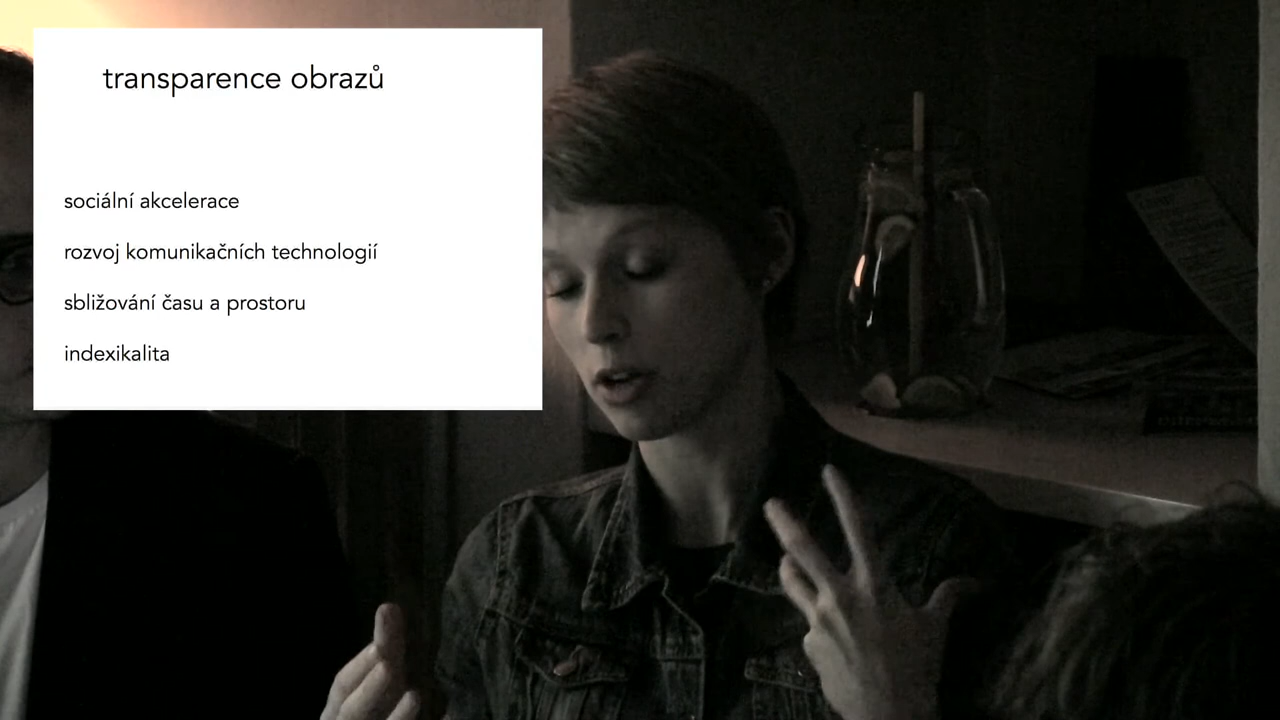 transparence obrazů
sociální akcelerace
rozvoj komunikačních technologií
sbližování času a prostoru
indexikalita